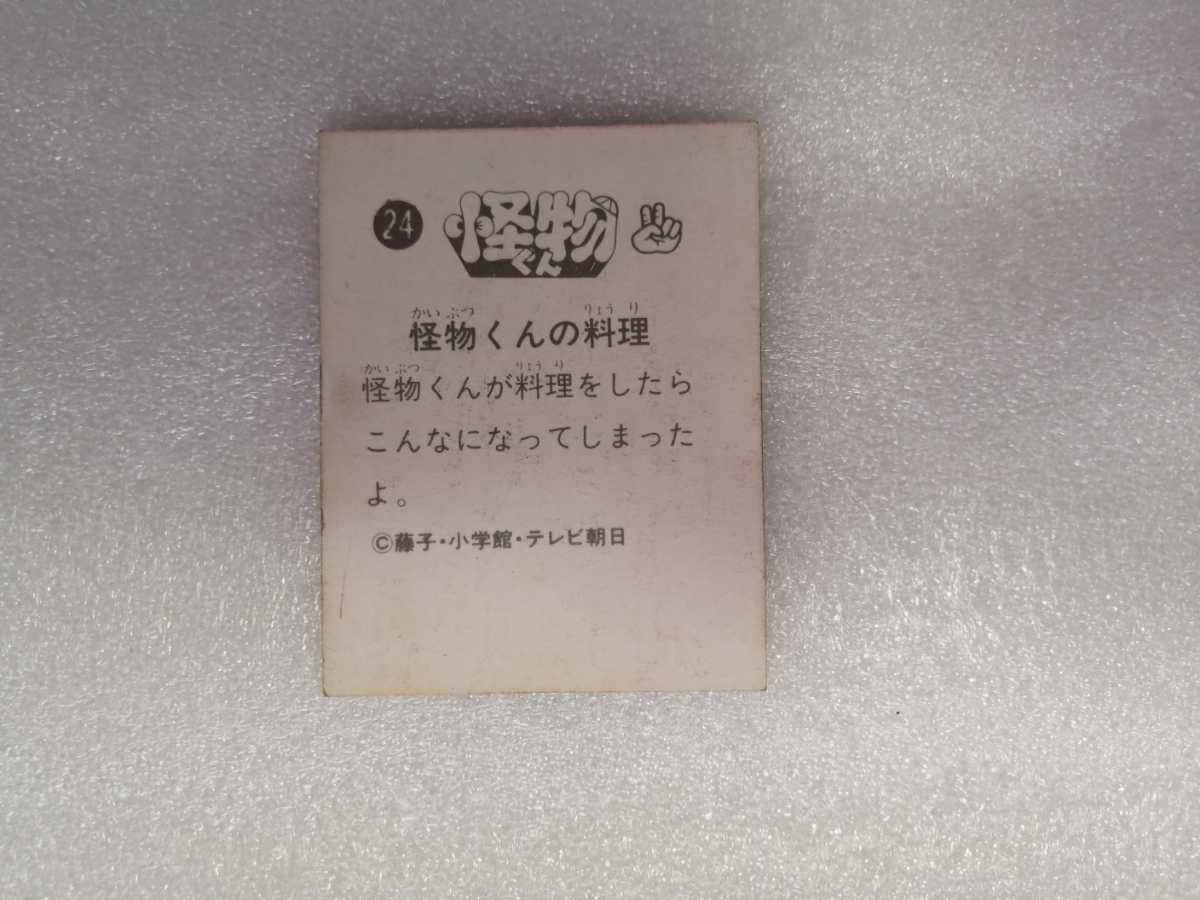 24 怪物くん
かいぶつ りょうり
怪物くんの料理
かいぶつ りょうり
怪物くんが料理をしたら
こんなになってしまった
よ。
©藤子・小学館・テレビ朝日